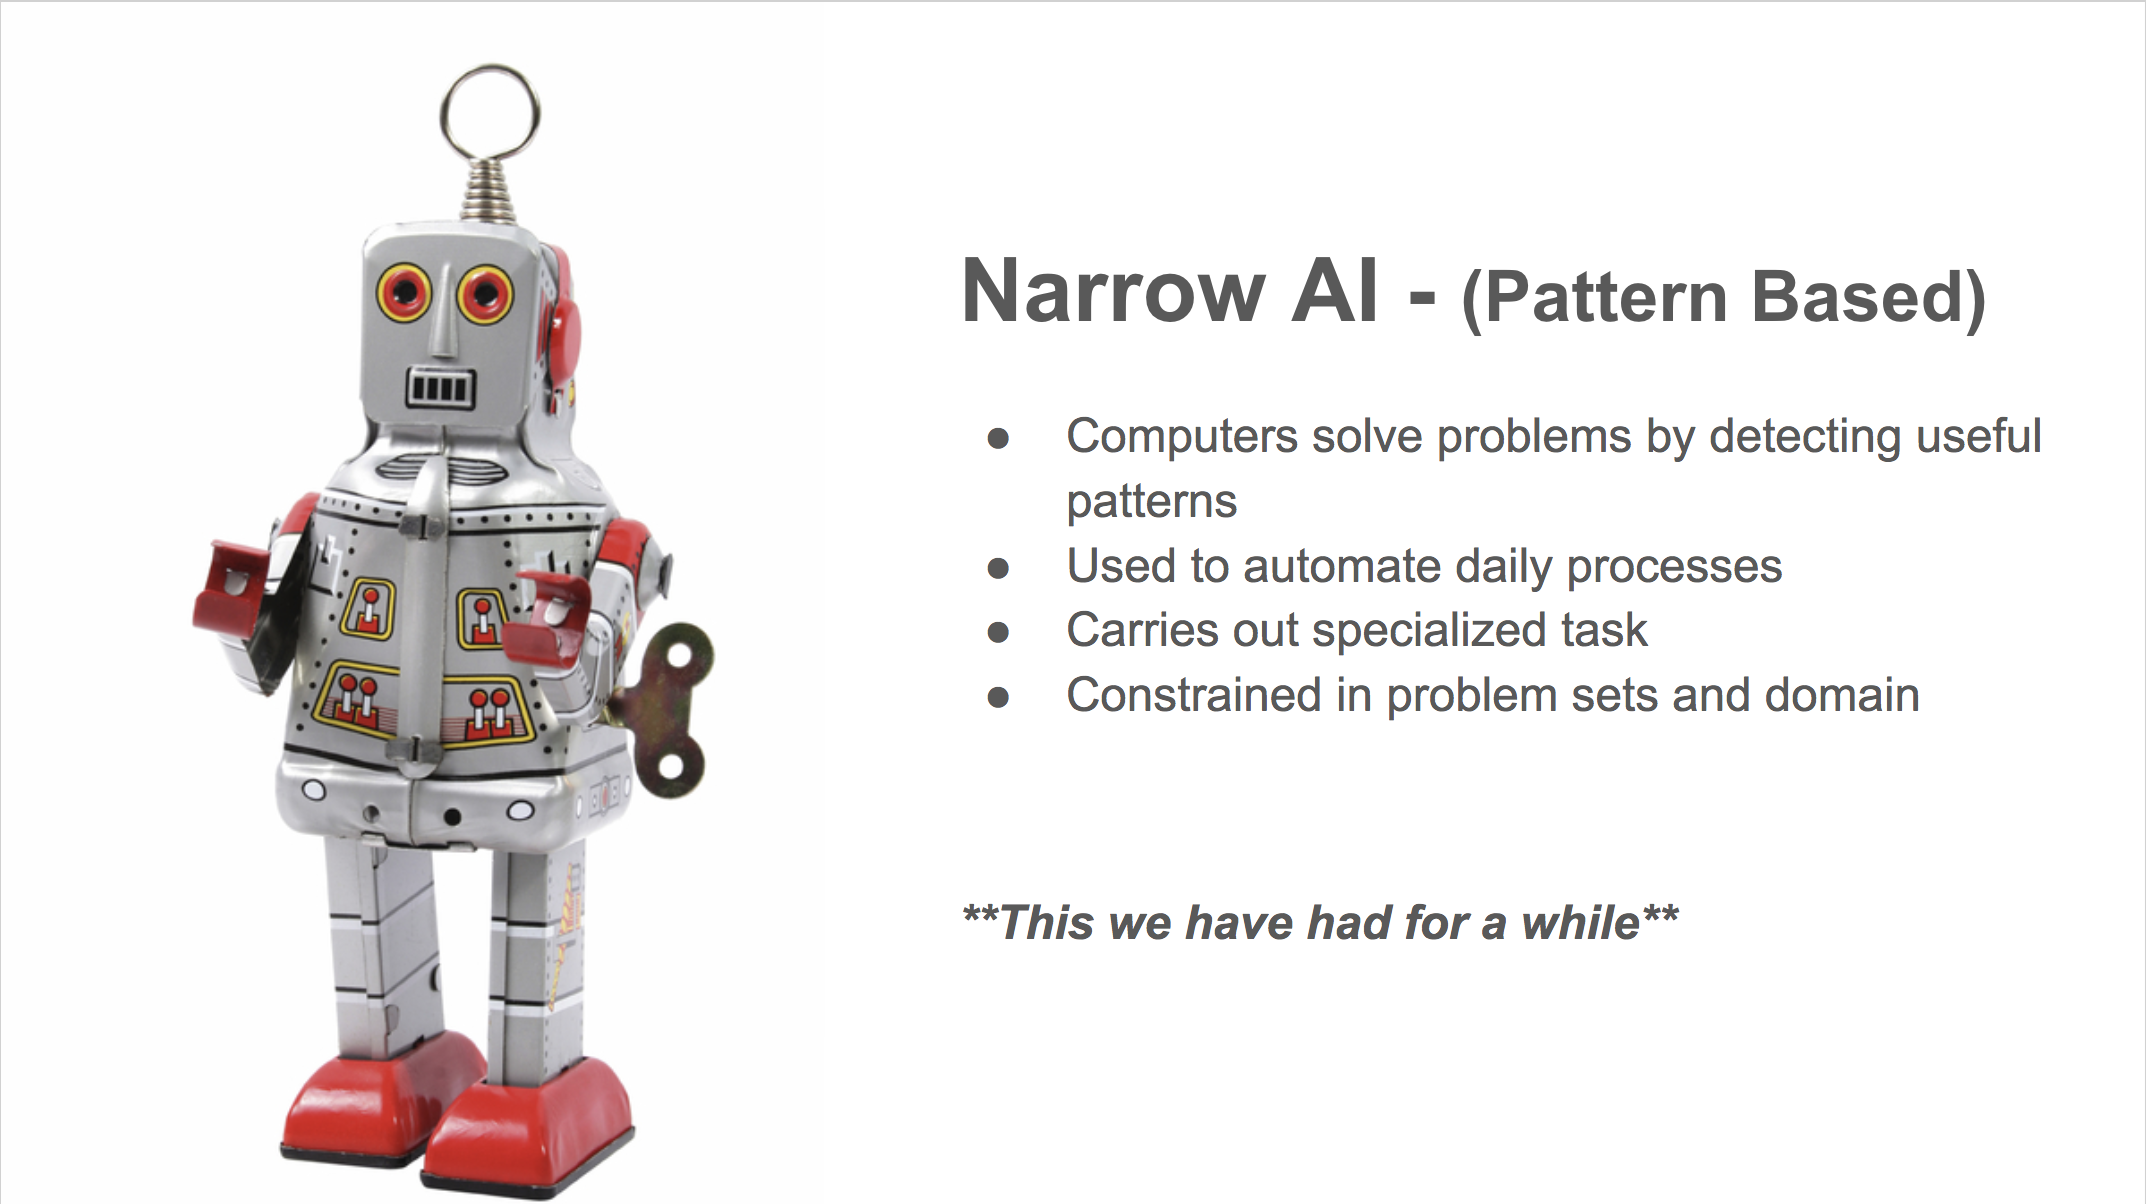 Narrow AI - (Pattern Based)
● Computers solve problems by detecting useful
patterns
● Used to automate daily processes
● Carries out specialized task
● Constrained in problem sets and domain
**This we have had for a while**